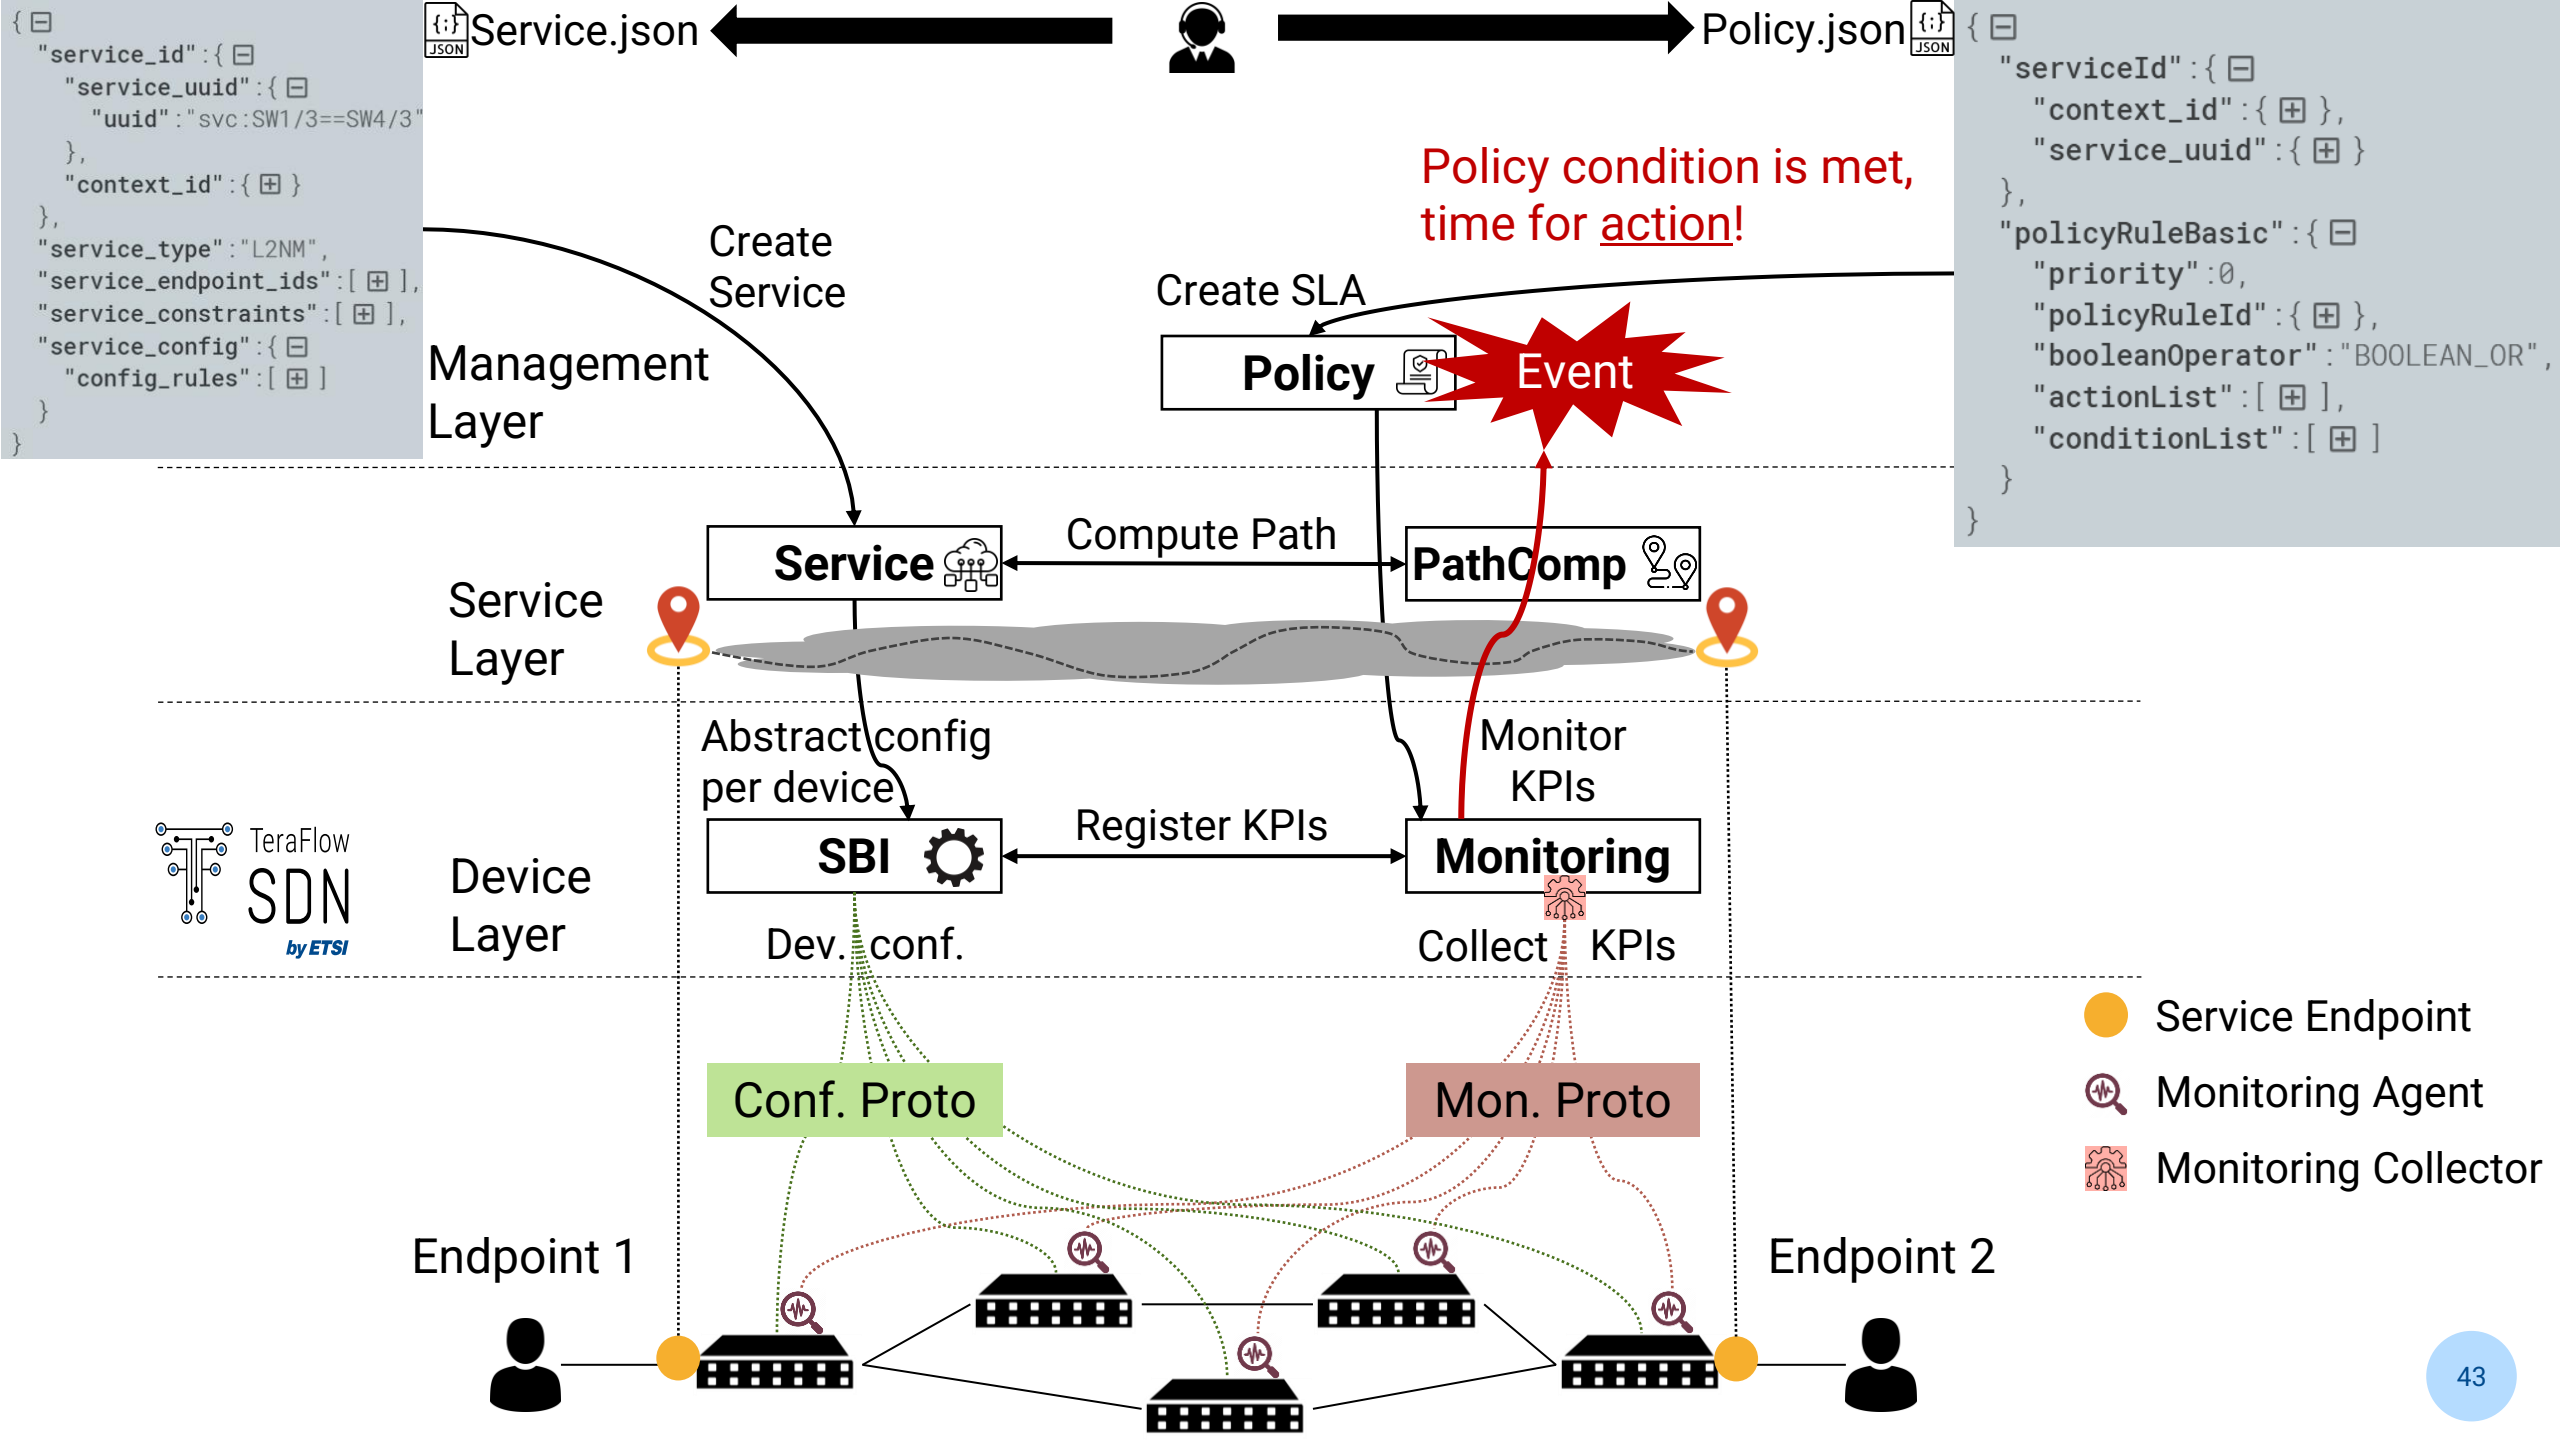 {
"service_id":{
"service_uuid":{
"uuid":"svc:SW1/3==SW4/3"
},
"context_id":{ }
},
"service_type":"L2NM",
"service_endpoint_ids":[ ],
"service_constraints":[ ],
"service_config":{
"config_rules":[ ]
}
}
{;}
JSON
Service.json
Policy.json
{;}
JSON
{
"serviceId":{
"context_id":{ },
"service_uuid":{ }
},
"policyRuleBasic":{
"priority":0,
"policyRuleId":{ },
"booleanOperator":"BOOLEAN_OR",
"actionList":[ ],
"conditionList":[ ]
}
}
Policy condition is met,
time for action!
Create
Service
Create SLA
Management
Layer
Policy
Event
Service
Compute Path
PathComp
Service
Layer
Abstract config
per device
Monitor
KPIs
TeraFlow
SDN
by ETSI
Device
Layer
SBI
Register KPIs
Monitoring
Dev. conf.
Collect KPIs
Conf. Proto
Mon. Proto
Service Endpoint
Monitoring Agent
Monitoring Collector
Endpoint 1
Endpoint 2
43